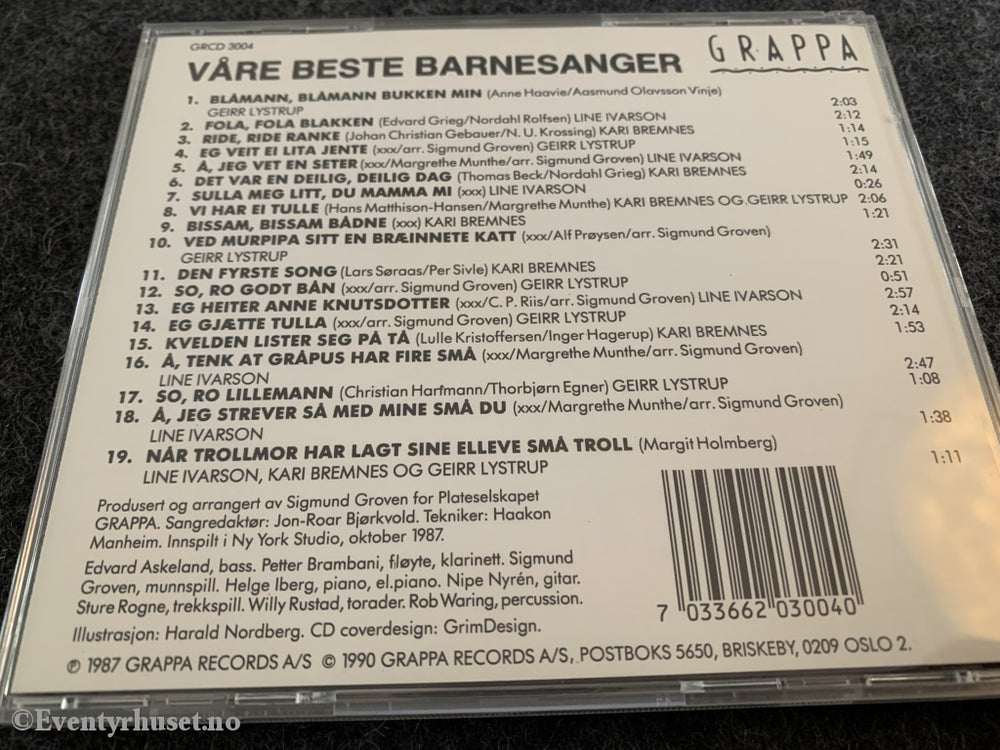 GRCD 3004
VÅRE BESTE BARNESANGER
GRAPPA
1. BLÅMANN, BLÅMANN BUKKEN MIN (Anne Haavie/Aasmund Olavsson Vinje)
GEIRR LYSTRUP 2:03
2. FOLA, FOLA BLAKKEN (Edvard Grieg/Nordahl Rolfsen) LINE IVARSON 2:12
3. RIDE, RIDE RANKE (Johan Christian Gebauer/N. U. Krossing) KARI BREMNES 1:14
4. EG VEIT EI LITA JENTE (xxx/arr. Sigmund Groven) GEIRR LYSTRUP 1:15
5. Å, JEG VET EN SETER (xxx/Margrethe Munthe/arr. Sigmund Groven) LINE IVARSON 1:49
6. DET VAR EN DEILIG, DEILIG DAG (Thomas Beck/Nordahl Grieg) KARI BREMNES 2:14
7. SULLA MEG LITT, DU MAMMA MI (xxx) LINE IVARSON 0:26
8. VI HAR EI TULLE (Hans Matthison-Hansen/Margrethe Munthe) KARI BREMNES OG GEIRR LYSTRUP 2:06
9. BISSAM, BISSAM BÅDNE (xxx) KARI BREMNES 1:21
10. VED MURPIPA SITT EN BRÆINNETE KATT (xxx/Alf Prøysen/arr. Sigmund Groven)
GEIRR LYSTRUP 2:31
11. DEN FYRSTE SONG (Lars Søraas/Per Sivle) KARI BREMNES 2:21
12. SO, RO GODT BÅN (xxx/arr. Sigmund Groven) GEIRR LYSTRUP 0:51
13. EG HEITER ANNE KNUTSDOTTER (xxx/C. P. Riis/arr. Sigmund Groven) LINE IVARSON 2:57
14. EG GJÆTTE TULLA (xxx/arr. Sigmund Groven) GEIRR LYSTRUP 2:14
15. KVELDEN LISTER SEG PÅ TÅ (Lulle Kristoffersen/Inger Hagerup) KARI BREMNES 1:53
16. Å, TENK AT GRÅPUS HAR FIRE SMÅ (xxx/Margrethe Munthe/arr. Sigmund Groven)
LINE IVARSON 2:47
17. SO, RO LILLEMANN (Christian Hartmann/Thorbjørn Egner) GEIRR LYSTRUP 1:08
18. Å, JEG STREVER SÅ MED MINE SMÅ DU (xxx/Margrethe Munthe/arr. Sigmund Groven)
LINE IVARSON 1:38
19. NÅR TROLLMOR HAR LAGT SINE ELLEVE SMÅ TROLL (Margit Holmberg)
LINE IVARSON, KARI BREMNES OG GEIRR LYSTRUP 1:11
Produsert og arrangert av Sigmund Groven for Plateselskapet
GRAPPA. Sangredaktør: Jon-Roar Bjørkvold. Tekniker: Haakon
Manheim. Innspilt i Ny York Studio, oktober 1987.
Edvard Askeland, bass. Petter Brambani, fløyte, klarinett. Sigmund
Groven, munnspill. Helge Iberg, piano, el.piano. Nipe Nyrén, gitar.
Sture Rogne, trekkspill. Willy Rustad, torader. Rob Waring, percussion.
Illustrasjon: Harald Nordberg. CD coverdesign: GrimDesign.
7 033662 030040
℗ 1987 GRAPPA RECORDS A/S © 1990 GRAPPA RECORDS A/S, POSTBOKS 5650, BRISKEBY, 0209 OSLO 2.
©Eventyrhuset.no